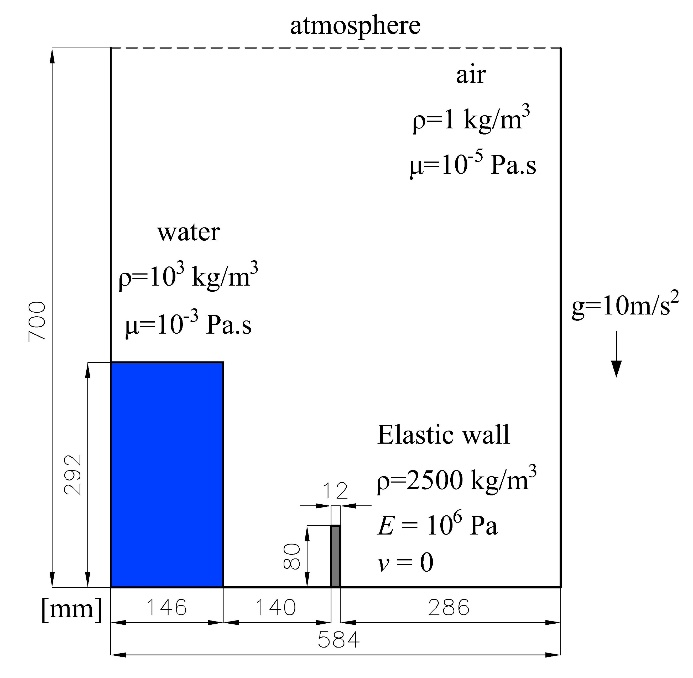 atmosphere
air
ρ=1 kg/m³
μ=10⁻⁵ Pa.s
water
ρ=10³ kg/m³
μ=10⁻³ Pa.s
700
g=10m/s²
292
Elastic wall
ρ=2500 kg/m³
E = 10⁶ Pa
ν = 0
12
80
[mm]
146
140
286
584